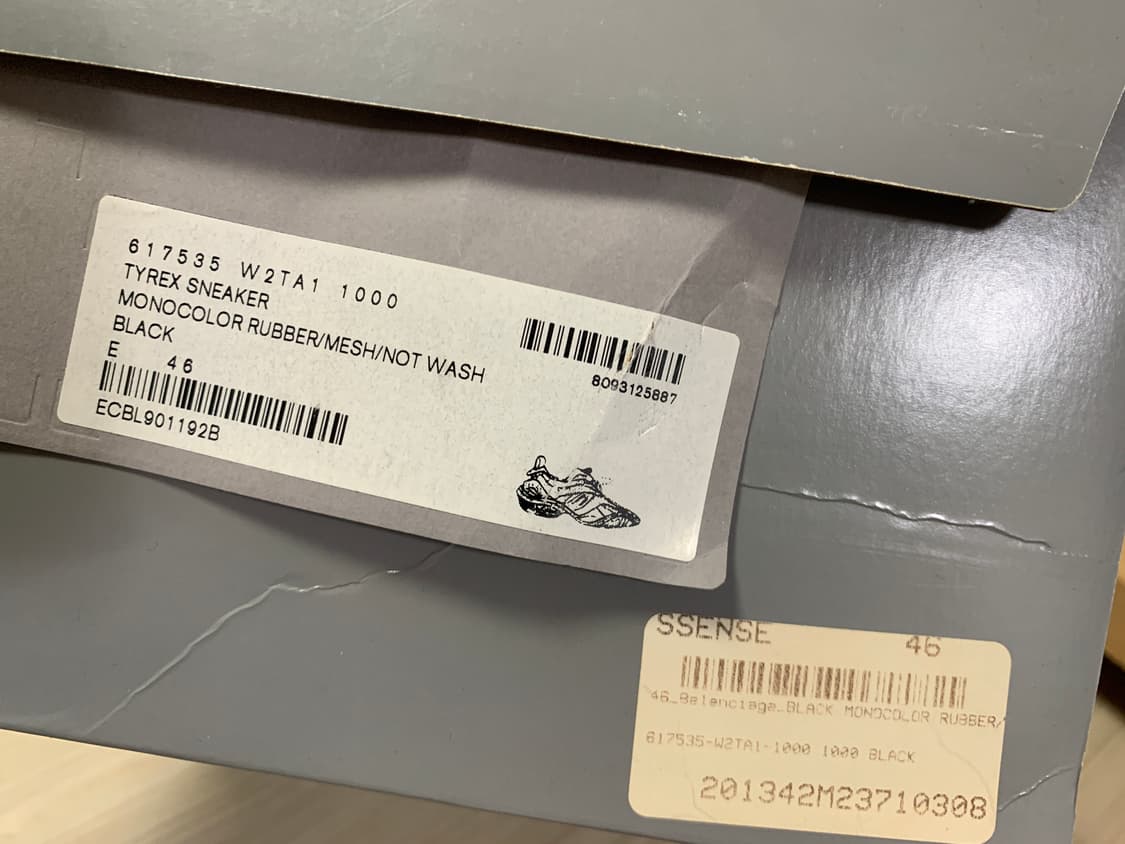 617535 W2TA1 1000
TYREX SNEAKER
MONOCOLOR RUBBER/MESH/NOT WASH
BLACK
E 46
ECBL901192B
8093125887
SSENSE 46
46_Balenciaga_BLACK MONOCOLOR RUBBER/
617535-W2TA1-1000 1000 BLACK
201342M23710308